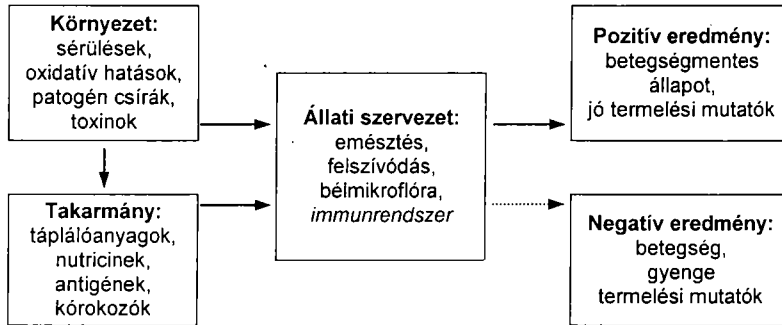 Környezet:
sérülések,
oxidatív hatások,
patogén csírák,
toxinok
Takarmány:
táplálóanyagok,
nutricinek,
antigének,
kórokozók
Állati szervezet:
emésztés,
felszívódás,
bélmikroflóra,
immunrendszer
Pozitív eredmény:
betegségmentes
állapot,
jó termelési mutatók
Negatív eredmény:
betegség,
gyenge
termelési mutatók